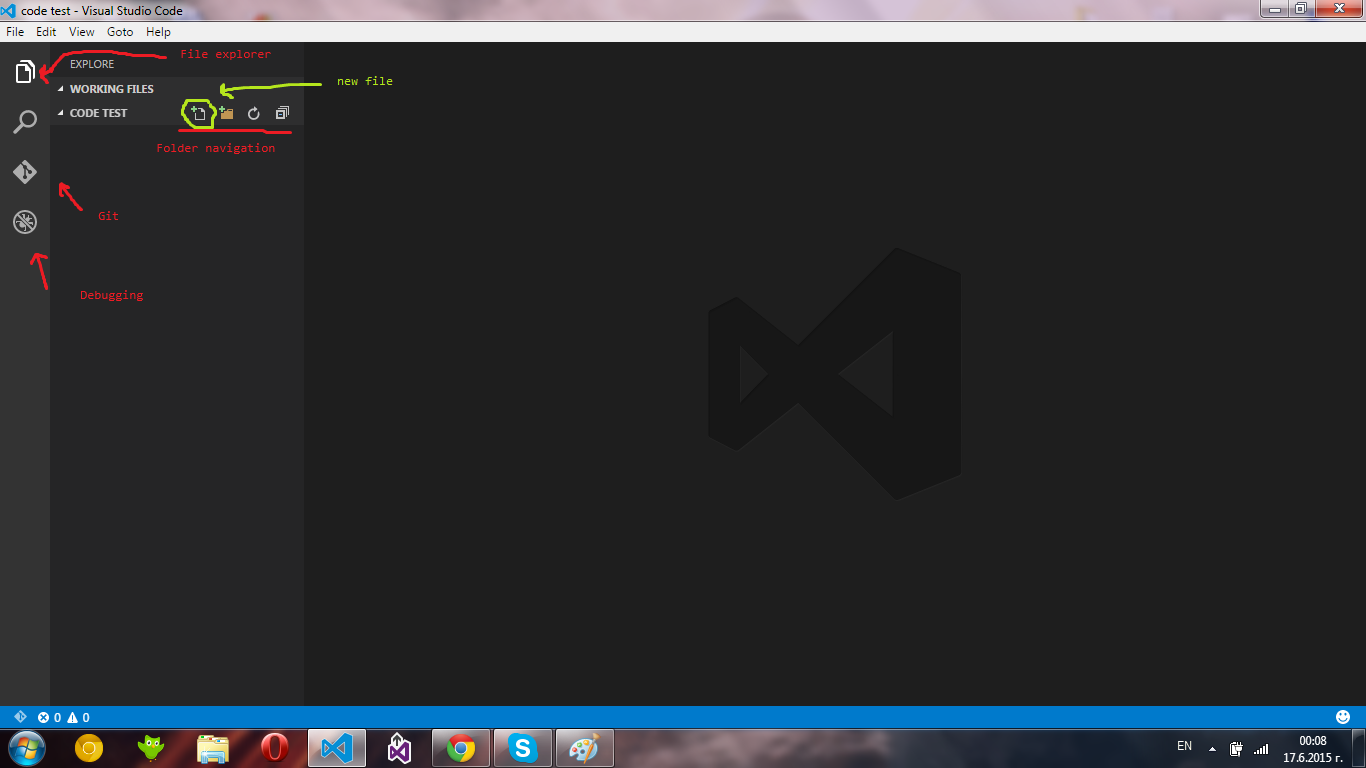 code test - Visual Studio Code
File Edit View Goto Help
File explorer
EXPLORE
new file
WORKING FILES
CODE TEST
Folder navigation
Git
Debugging
0 0
EN
00:08
17.6.2015 г.